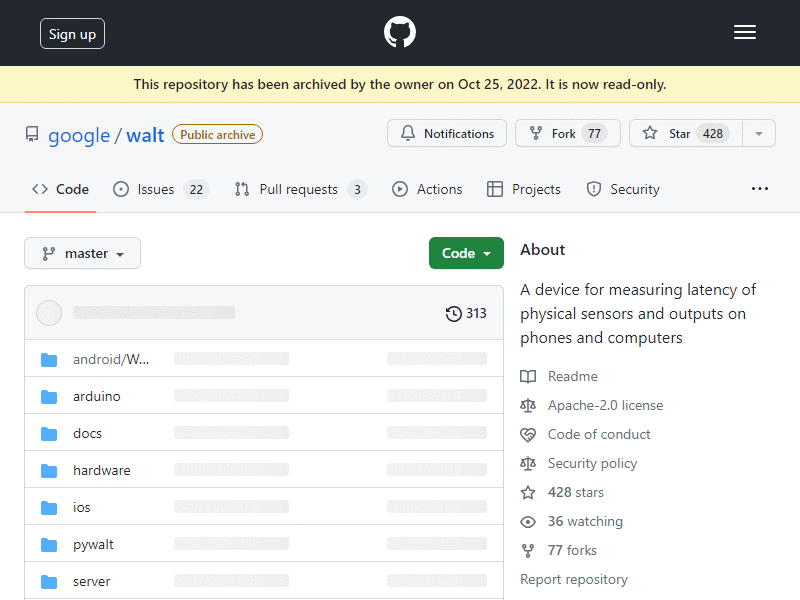 Sign up
This repository has been archived by the owner on Oct 25, 2022. It is now read-only.
google / walt Public archive Notifications Fork 77 Star 428
Code Issues 22 Pull requests 3 Actions Projects Security ...
master Code
313
android/W...
arduino
docs
hardware
ios
pywalt
server
About
A device for measuring latency of
physical sensors and outputs on
phones and computers
Readme
Apache-2.0 license
Code of conduct
Security policy
428 stars
36 watching
77 forks
Report repository